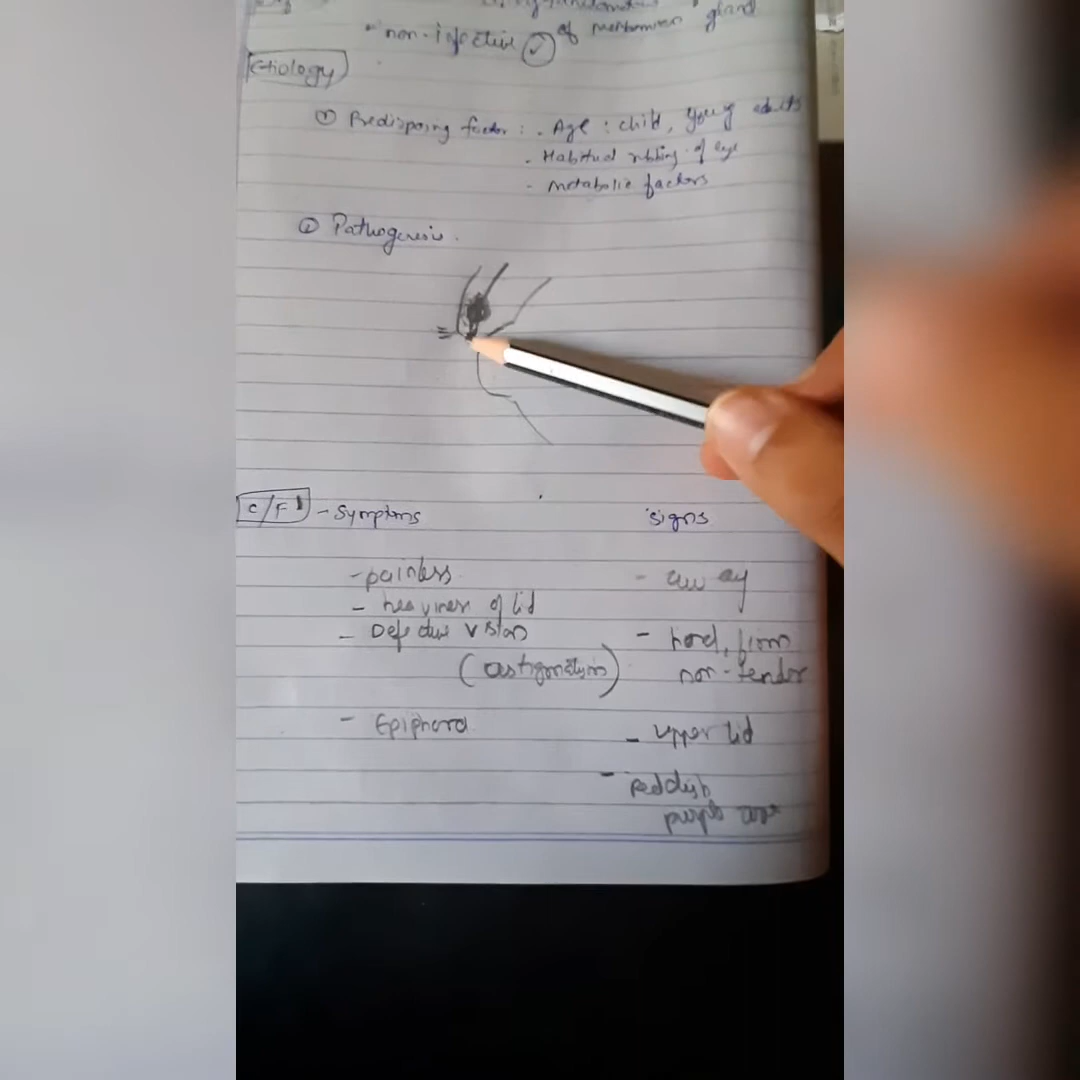 - non-infective of meibomian gland
Etiology
① Predisposing factor : . Age : child, young adults
- Habitual rubbing of eye
- Metabolic factors
② Pathogenesis.
C/F - Symptoms
Signs
- painless
- heaviness of lid
- Defective vision
- hard, firm
(astigmatism)
non-tender
- Epiphora
- upper lid
- Reddish
purple